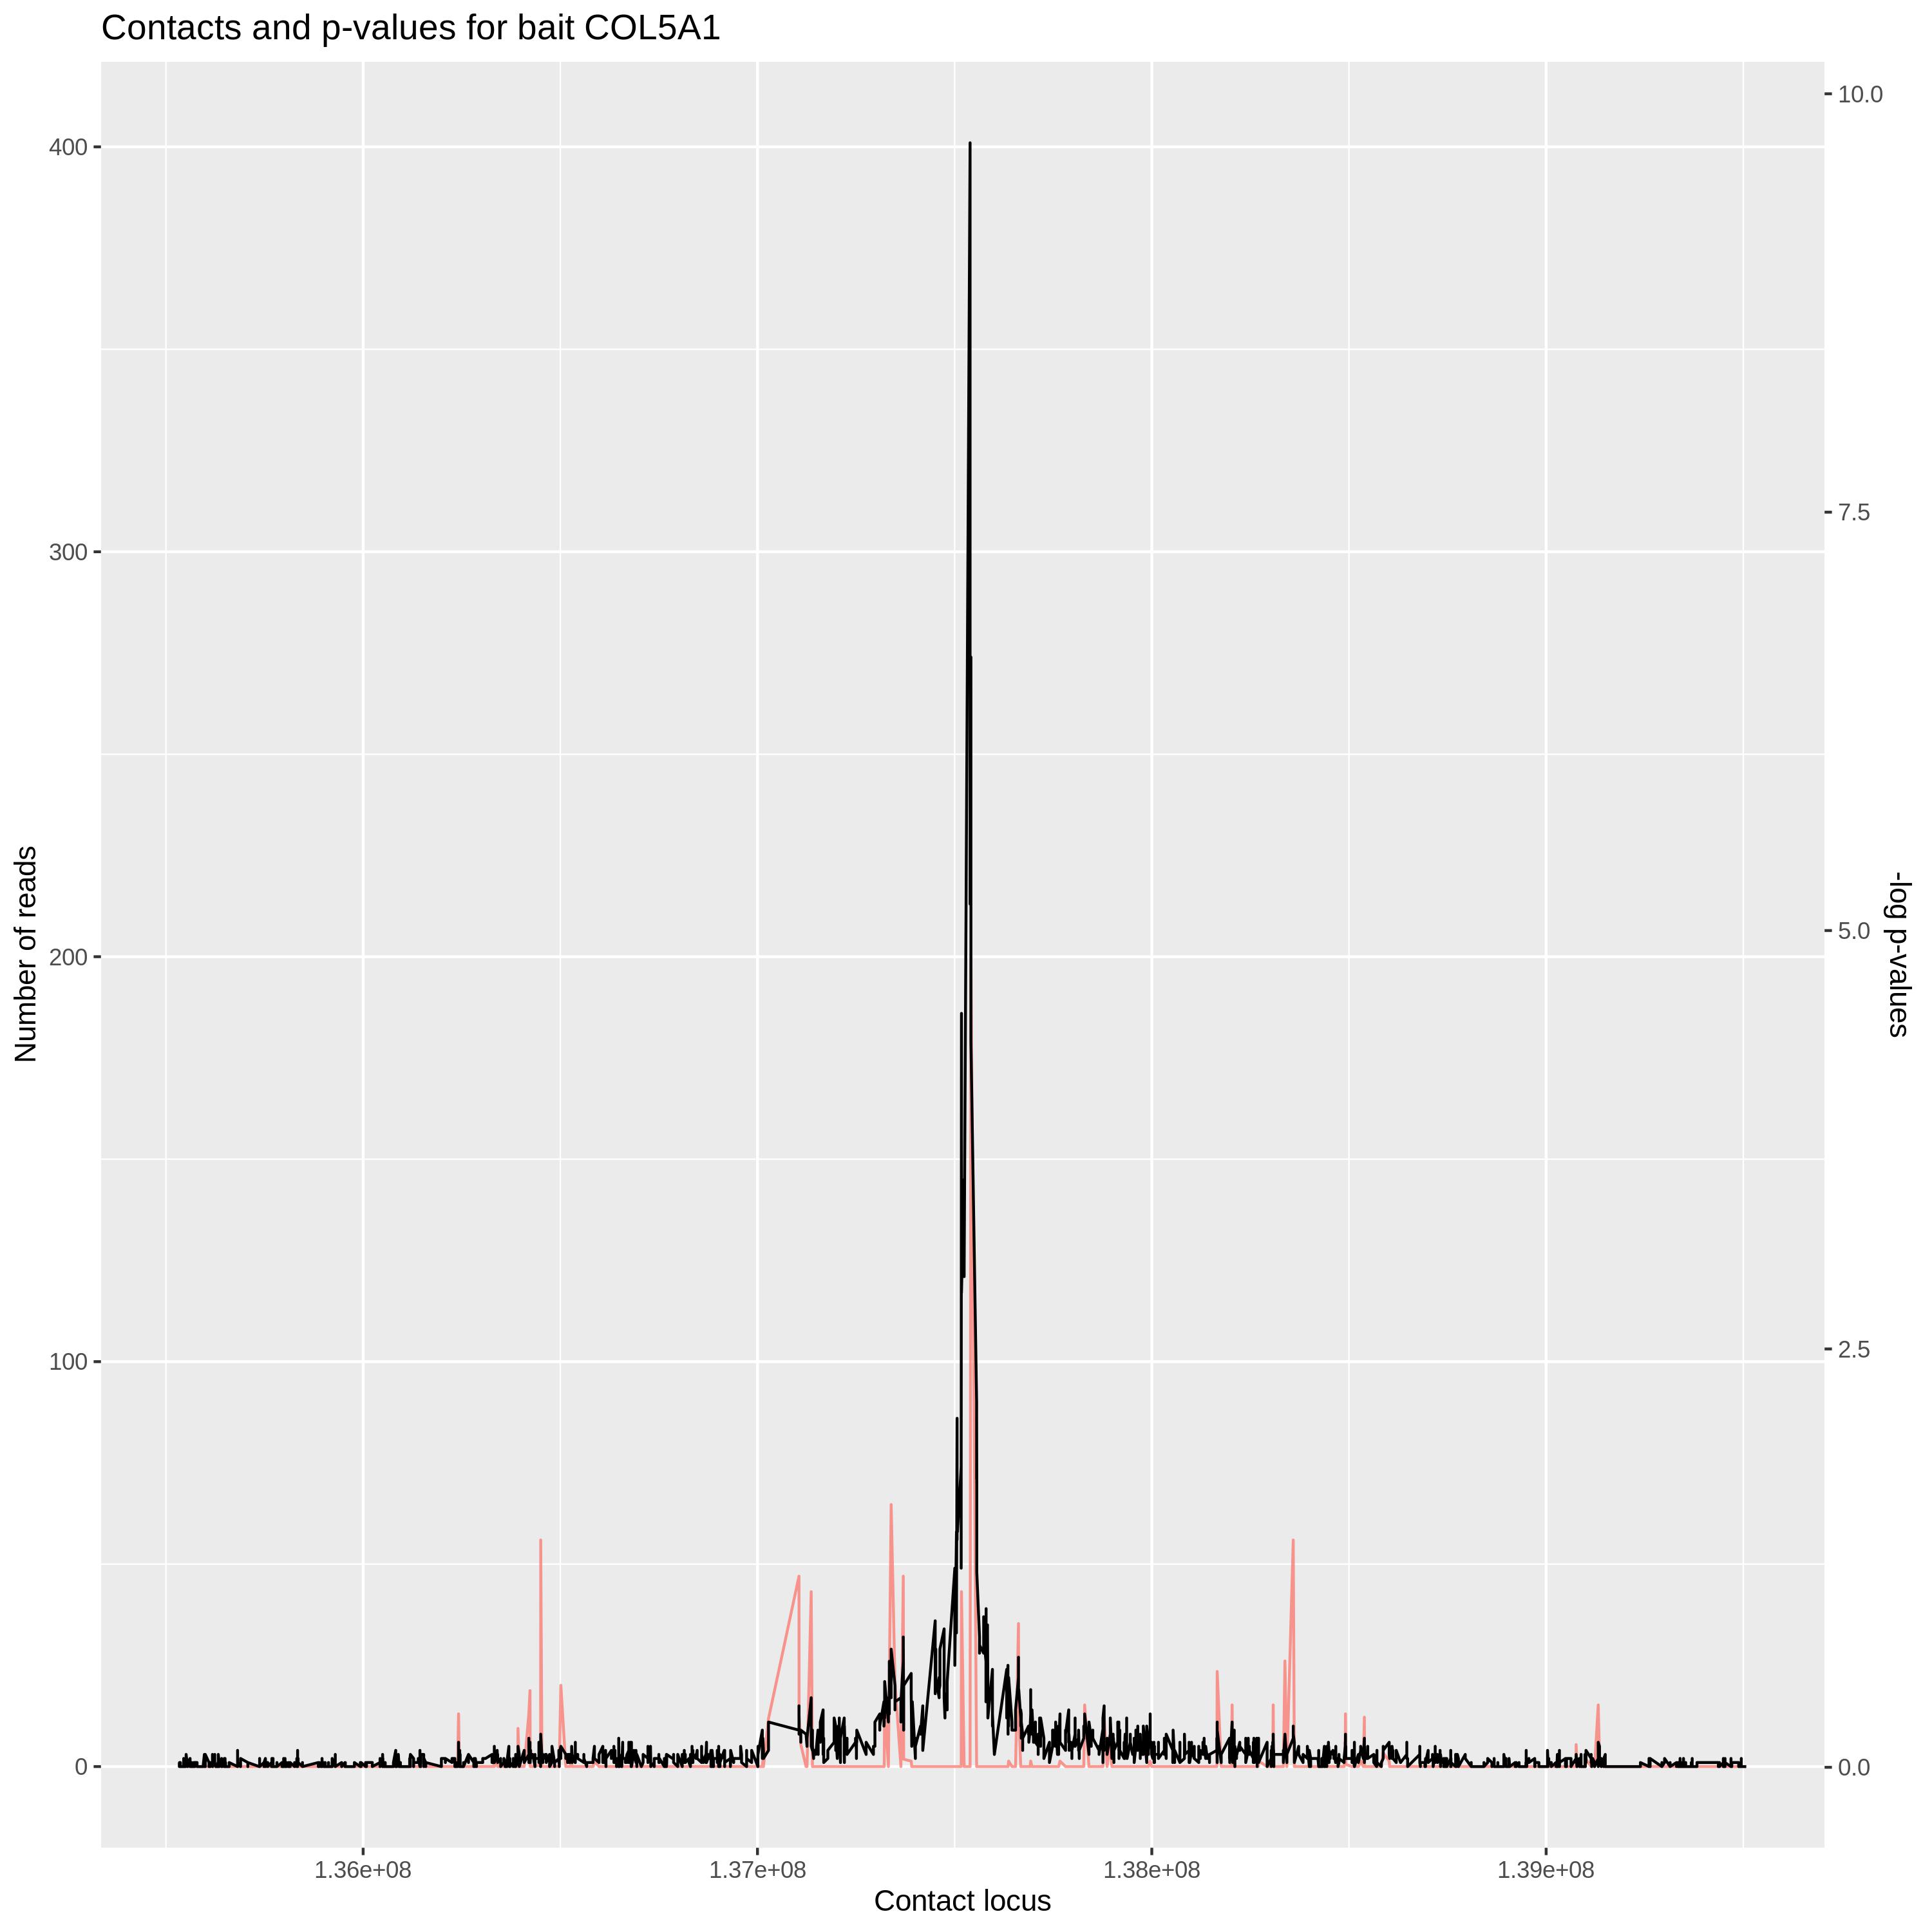 Contacts and p-values for bait COL5A1
400
300
200
100
0
Number of reads
10.0
7.5
5.0
2.5
0.0
-log p-values
1.36e+08
1.37e+08
1.38e+08
1.39e+08
Contact locus